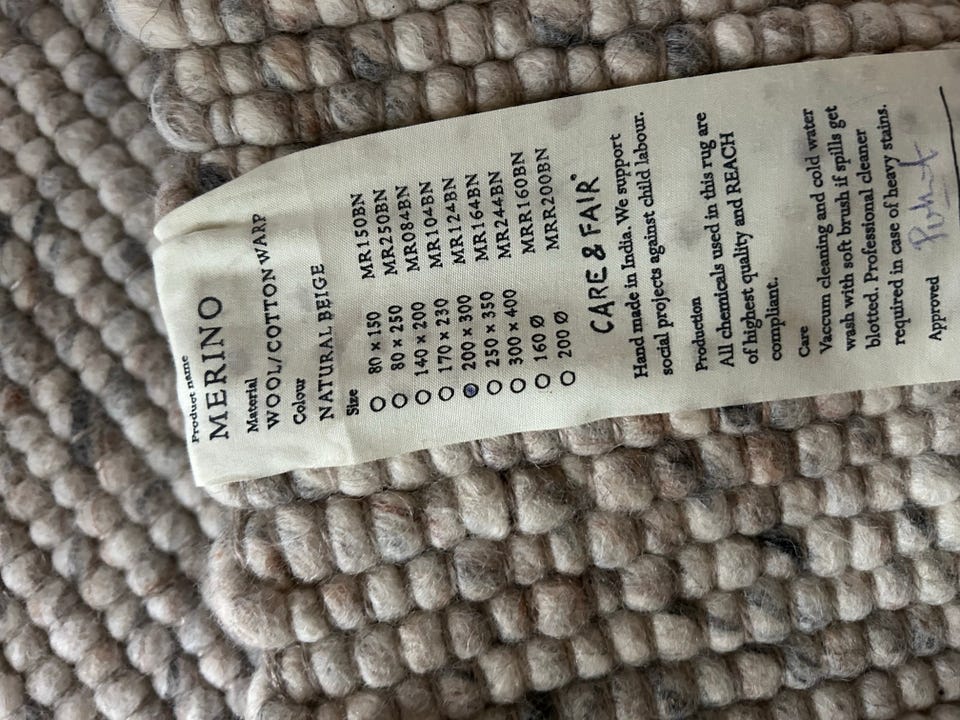 Product name
MERINO
Material
WOOL/COTTON WARP
Colour
NATURAL BEIGE
Size
80 × 150 MR150BN
80 × 250 MR250BN
140 × 200 MR084BN
170 × 230 MR104BN
200 × 300 MR124BN
250 × 350 MR164BN
300 × 400 MR244BN
160 Ø MRR160BN
200 Ø MRR200BN
CARE & FAIR
Hand made in India. We support
social projects against child labour.
Production
All chemicals used in this rug are
of highest quality and REACH
compliant.
Care
Vaccum cleaning and cold water
wash with soft brush if spills get
blotted. Professional cleaner
required in case of heavy stains.
Approved